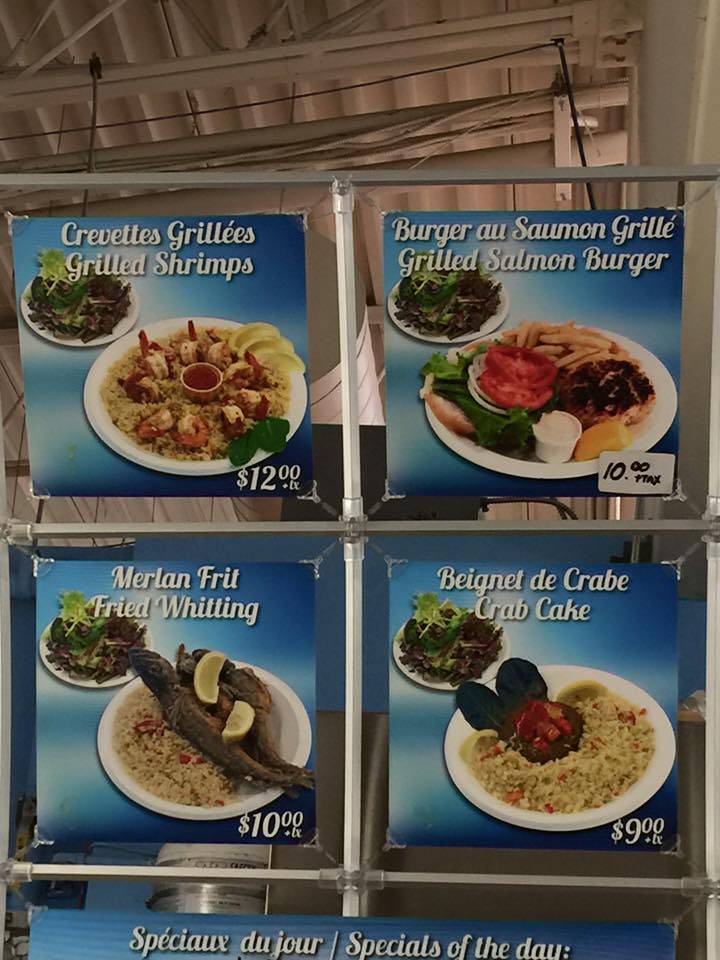 Crevettes Grillées
Grilled Shrimps
$12.00 +tx
Burger au Saumon Grillé
Grilled Salmon Burger
10.00 +TAX
Merlan Frit
Fried Whitting
$10.00 +tx
Beignet de Crabe
Crab Cake
$9.00 +tx
Spéciaux du jour / Specials of the day: